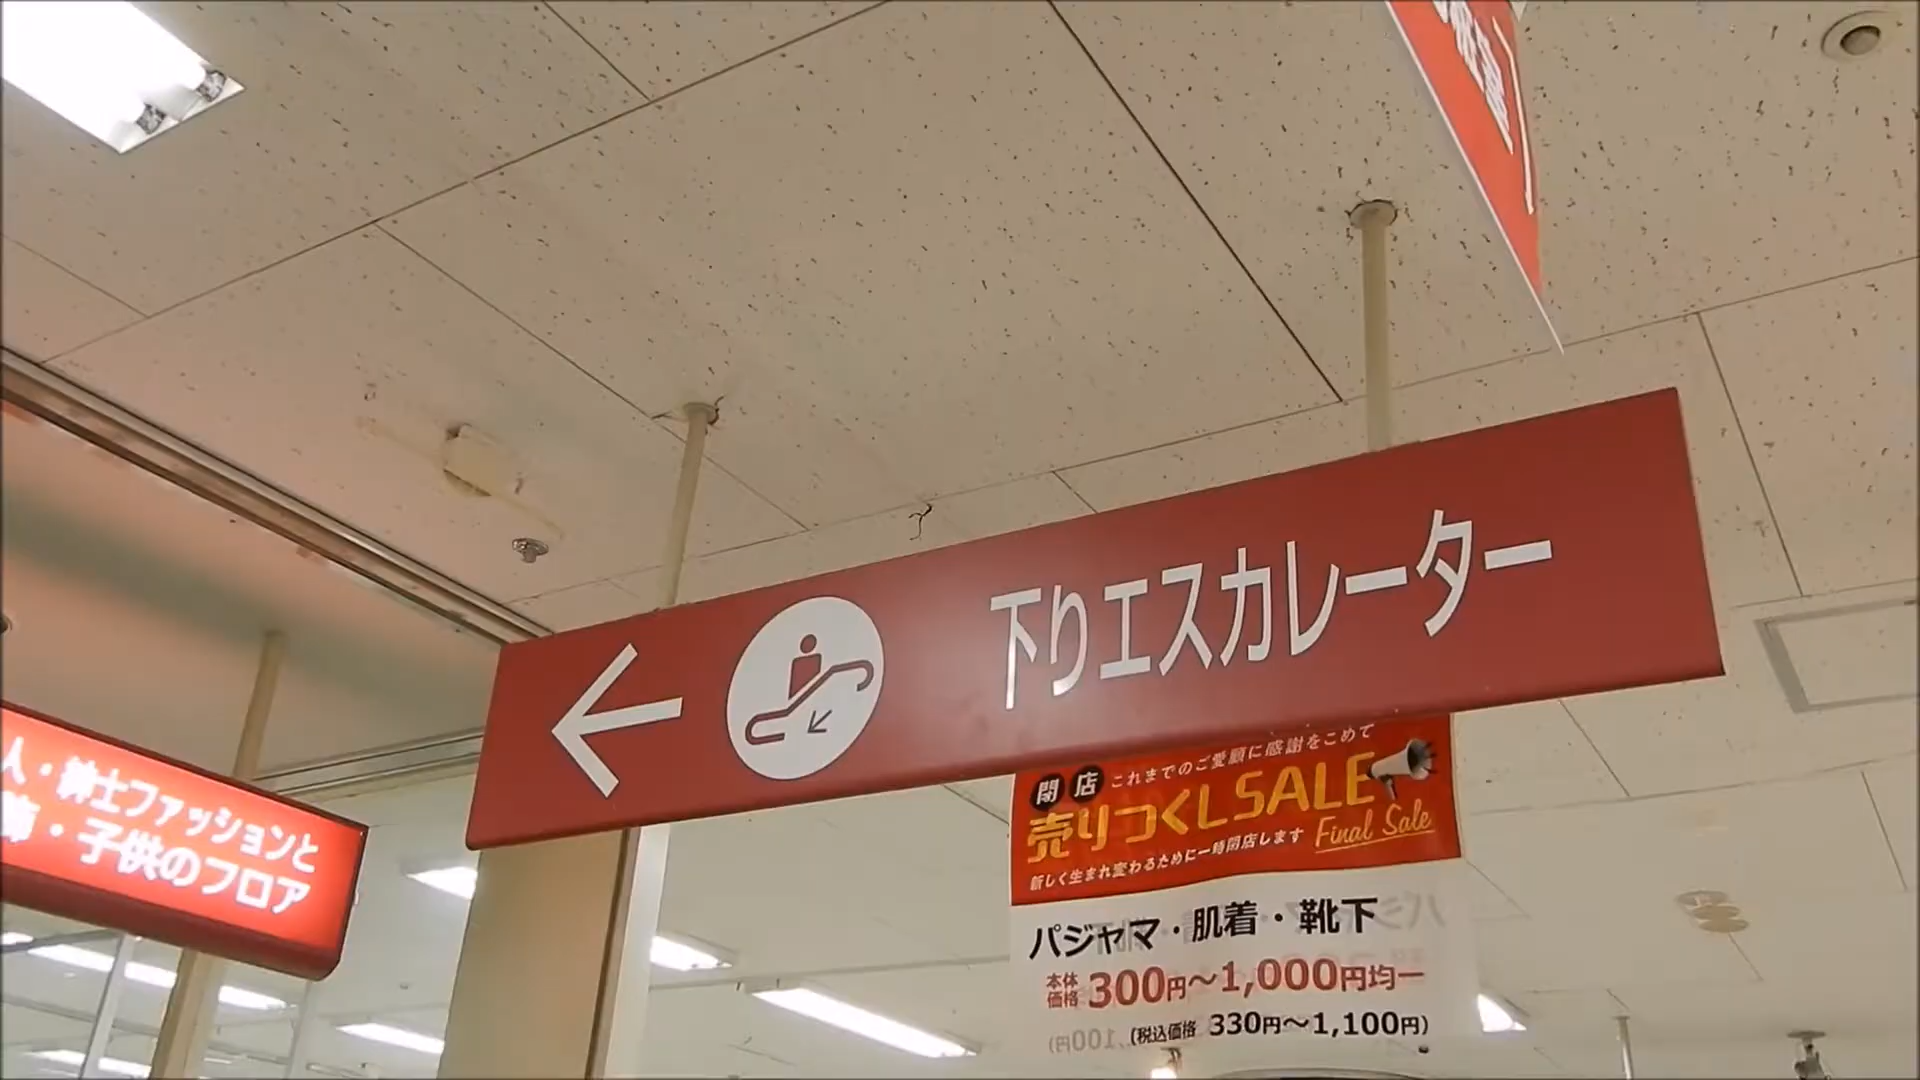 下りエスカレーター
人・紳士ファッションと
・子供のフロア
閉店 これまでのご愛顧に感謝をこめて
売りつくしSALE
新しく生まれ変わるために一時閉店します Final Sale
パジャマ・肌着・靴下
本体価格 300円～1,000円均一
(税込価格 330円～1,100円)